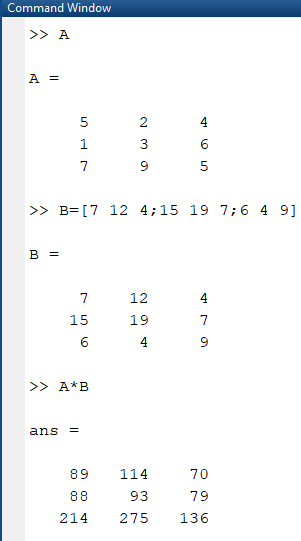 Command Window
>> A
A =
5 2 4
1 3 6
7 9 5
>> B=[7 12 4;15 19 7;6 4 9]
B =
7 12 4
15 19 7
6 4 9
>> A*B
ans =
89 114 70
88 93 79
214 275 136